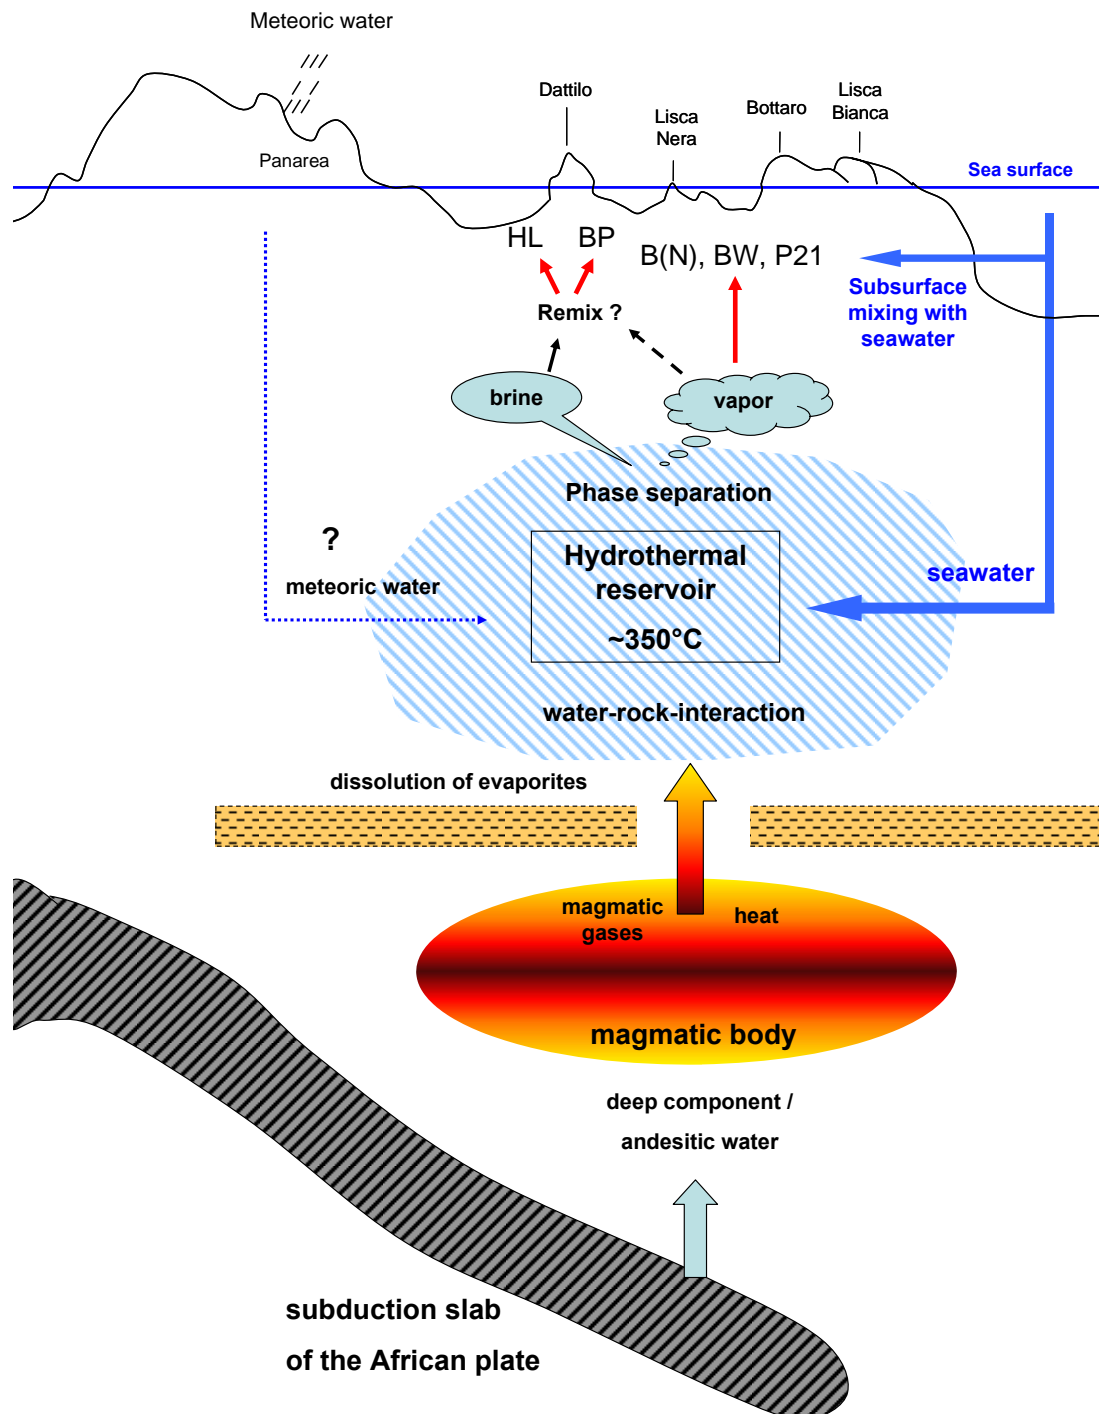 Meteoric water
Dattilo
Lisca
Nera
Bottaro
Lisca
Bianca
Panarea
Sea surface
HL
BP
B(N), BW, P21
Subsurface
mixing with
seawater
Remix ?
brine
vapor
Phase separation
?
meteoric water
Hydrothermal
reservoir
~350°C
seawater
water-rock-interaction
dissolution of evaporites
magmatic
gases
heat
magmatic body
deep component /
andesitic water
subduction slab
of the African plate